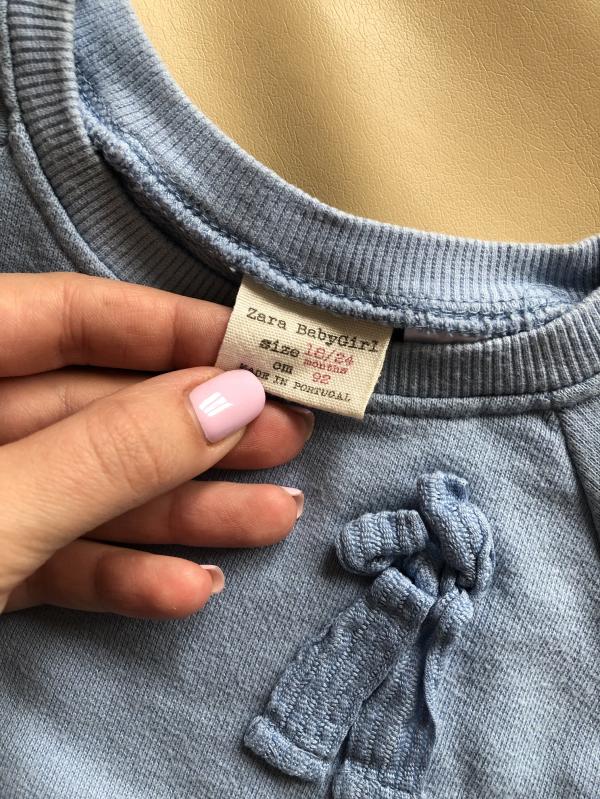 Zara BabyGirl
size 18/24
months
cm 92
MADE IN PORTUGAL